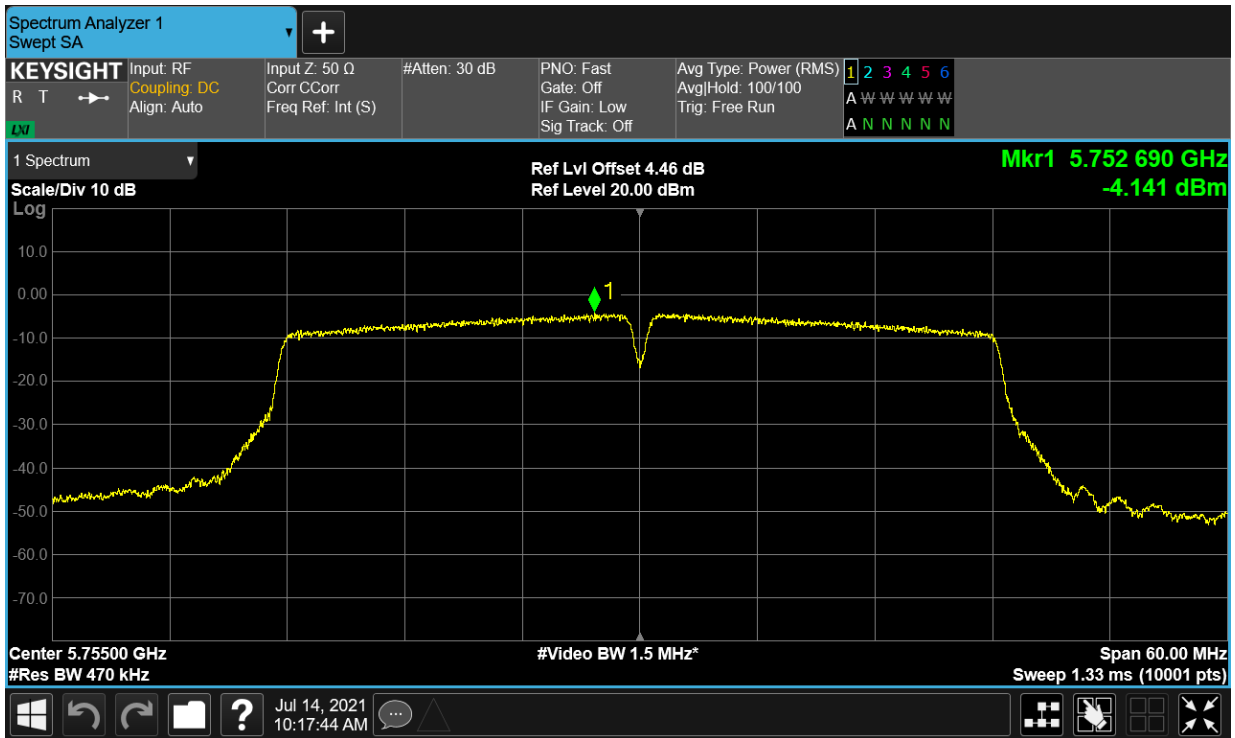 Spectrum Analyzer 1
Swept SA
+
KEYSIGHT
R T
LXI
Input: RF
Coupling: DC
Align: Auto
Input Z: 50 Ω
Corr CCorr
Freq Ref: Int (S)
#Atten: 30 dB
PNO: Fast
Gate: Off
IF Gain: Low
Sig Track: Off
Avg Type: Power (RMS)
Avg|Hold: 100/100
Trig: Free Run
1 2 3 4 5 6
A W W W W W
A N N N N N
1 Spectrum
Scale/Div 10 dB
Log
Ref Lvl Offset 4.46 dB
Ref Level 20.00 dBm
Mkr1 5.752 690 GHz
-4.141 dBm
10.0
0.00
-10.0
-20.0
-30.0
-40.0
-50.0
-60.0
-70.0
1
Center 5.75500 GHz
#Res BW 470 kHz
#Video BW 1.5 MHz*
Span 60.00 MHz
Sweep 1.33 ms (10001 pts)
?
Jul 14, 2021
10:17:44 AM